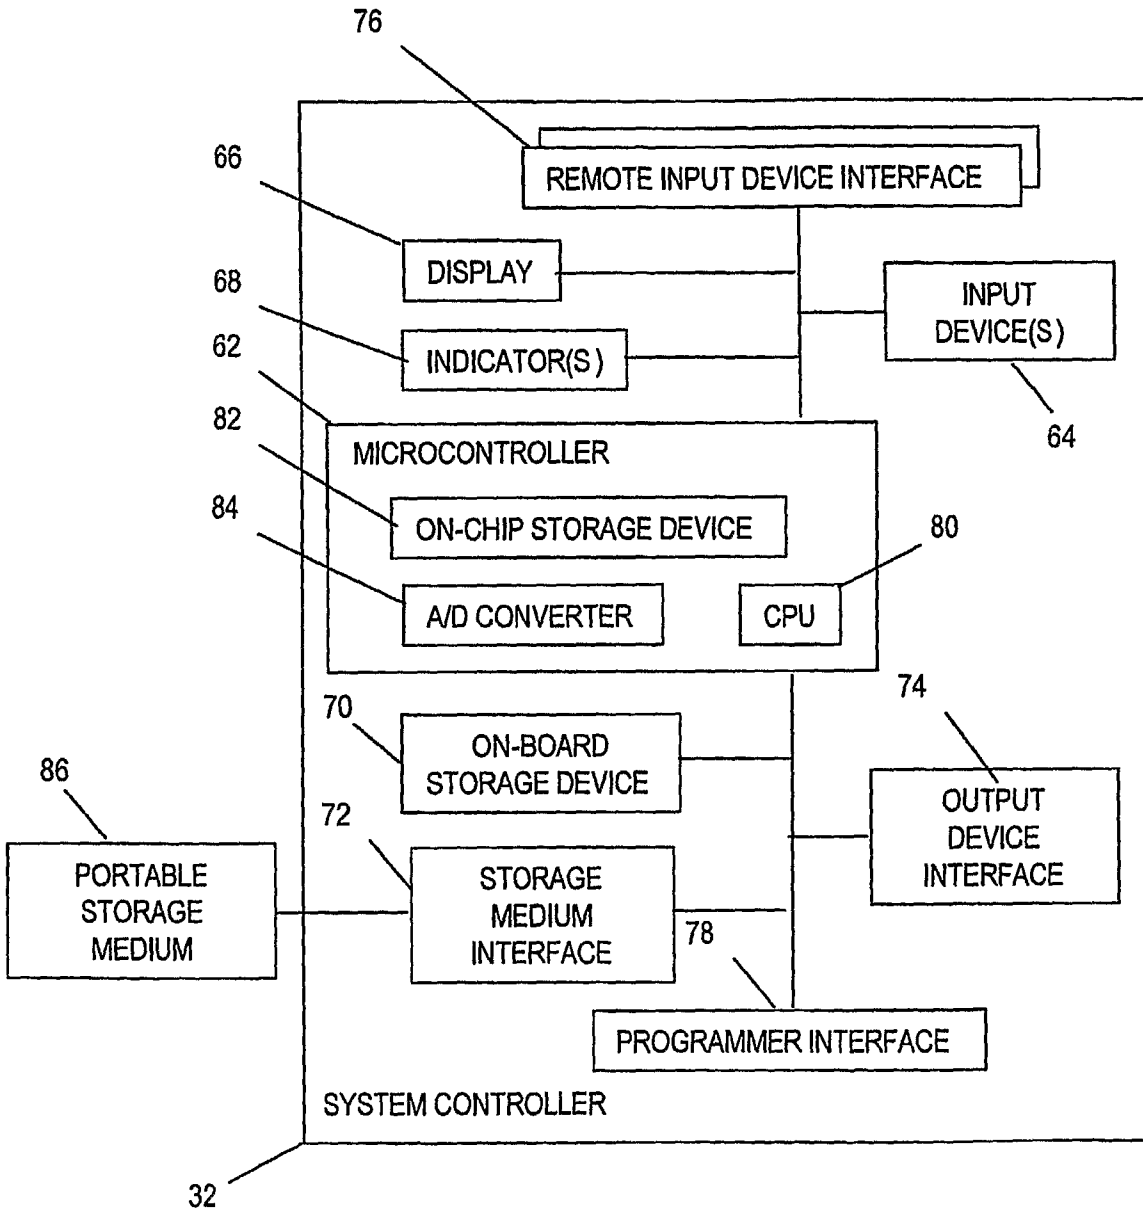 76
REMOTE INPUT DEVICE INTERFACE
66
DISPLAY
INPUT
DEVICE(S)
68
INDICATOR(S)
62
64
82
MICROCONTROLLER
ON-CHIP STORAGE DEVICE
84
80
A/D CONVERTER
CPU
70
74
ON-BOARD
STORAGE DEVICE
86
OUTPUT
DEVICE
INTERFACE
72
PORTABLE
STORAGE
MEDIUM
STORAGE
MEDIUM
INTERFACE
78
PROGRAMMER INTERFACE
SYSTEM CONTROLLER
32